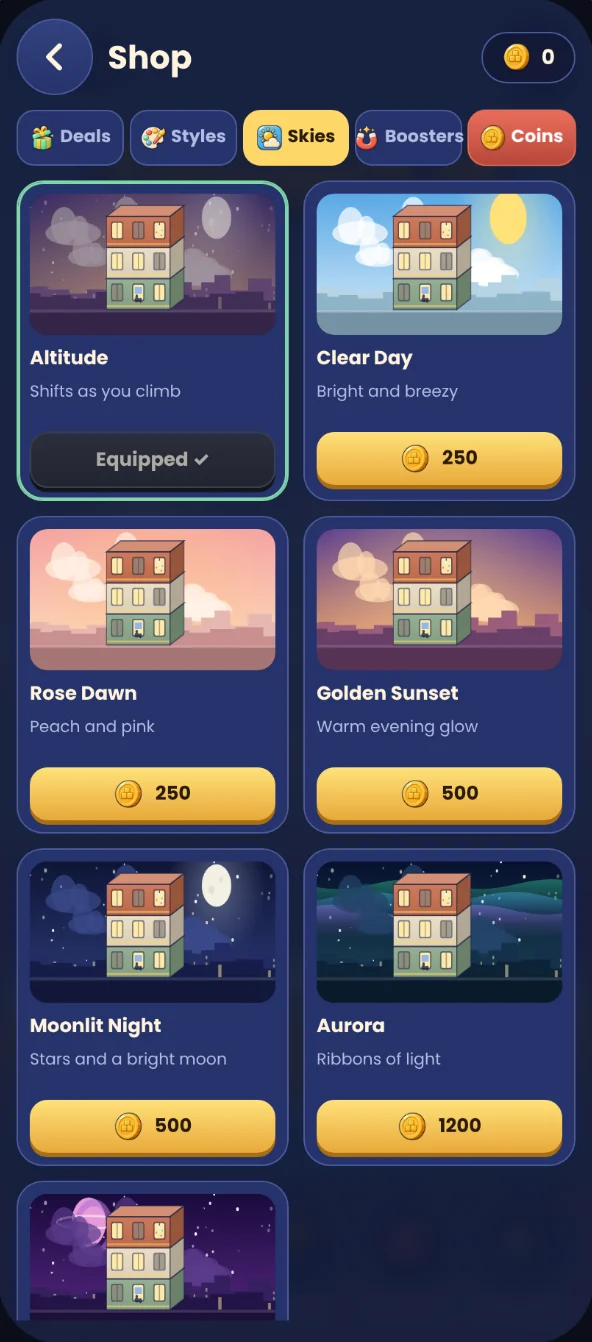 Shop
0
Deals
Styles
Skies
Boosters
Coins
Altitude
Shifts as you climb
Equipped ✓
Clear Day
Bright and breezy
250
Rose Dawn
Peach and pink
250
Golden Sunset
Warm evening glow
500
Moonlit Night
Stars and a bright moon
500
Aurora
Ribbons of light
1200